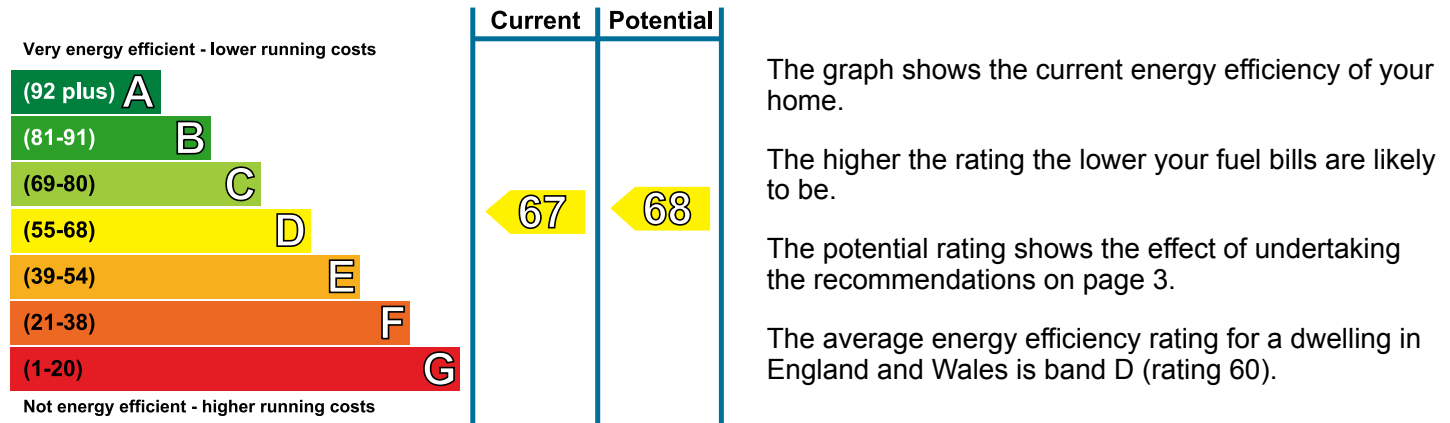 Current Potential
Very energy efficient - lower running costs
(92 plus) A
(81-91) B
(69-80) C
(55-68) D
(39-54) E
(21-38) F
(1-20) G
Not energy efficient - higher running costs
67
68
The graph shows the current energy efficiency of your
home.
The higher the rating the lower your fuel bills are likely
to be.
The potential rating shows the effect of undertaking
the recommendations on page 3.
The average energy efficiency rating for a dwelling in
England and Wales is band D (rating 60).